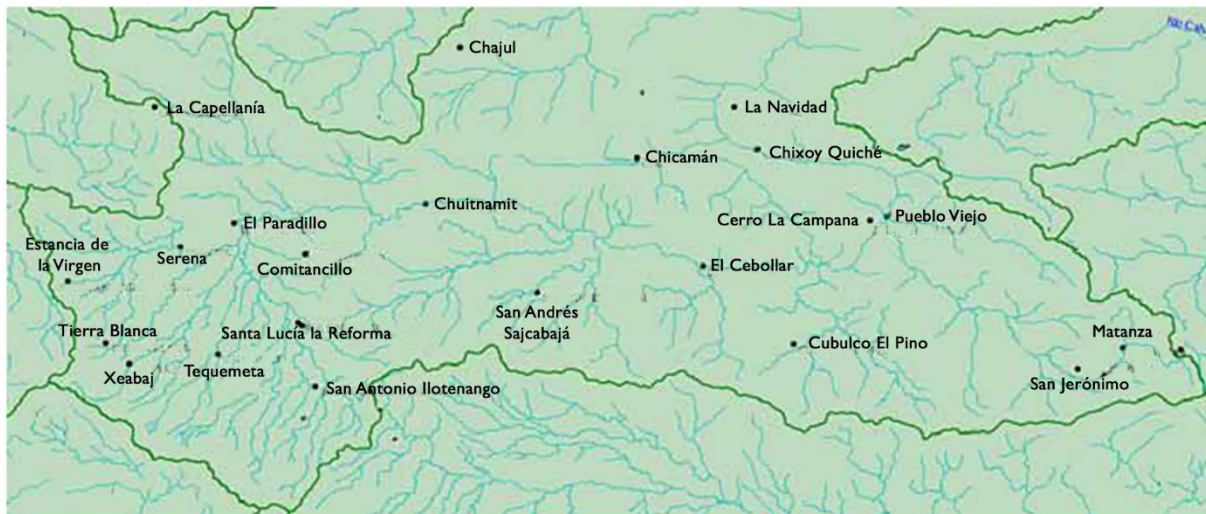 Chajul
La Capellanía
La Navidad
Chicamán
Chixoy Quiché
Chuitnamit
El Paradillo
Cerro La Campana
Pueblo Viejo
Estancia de
la Virgen
Serena
Comitancillo
El Cebollar
San Andrés
Sajcabajá
Tierra Blanca
Santa Lucía la Reforma
Matanza
Cubulco El Pino
Xeabaj
Tequemeta
San Antonio Ilotenango
San Jerónimo